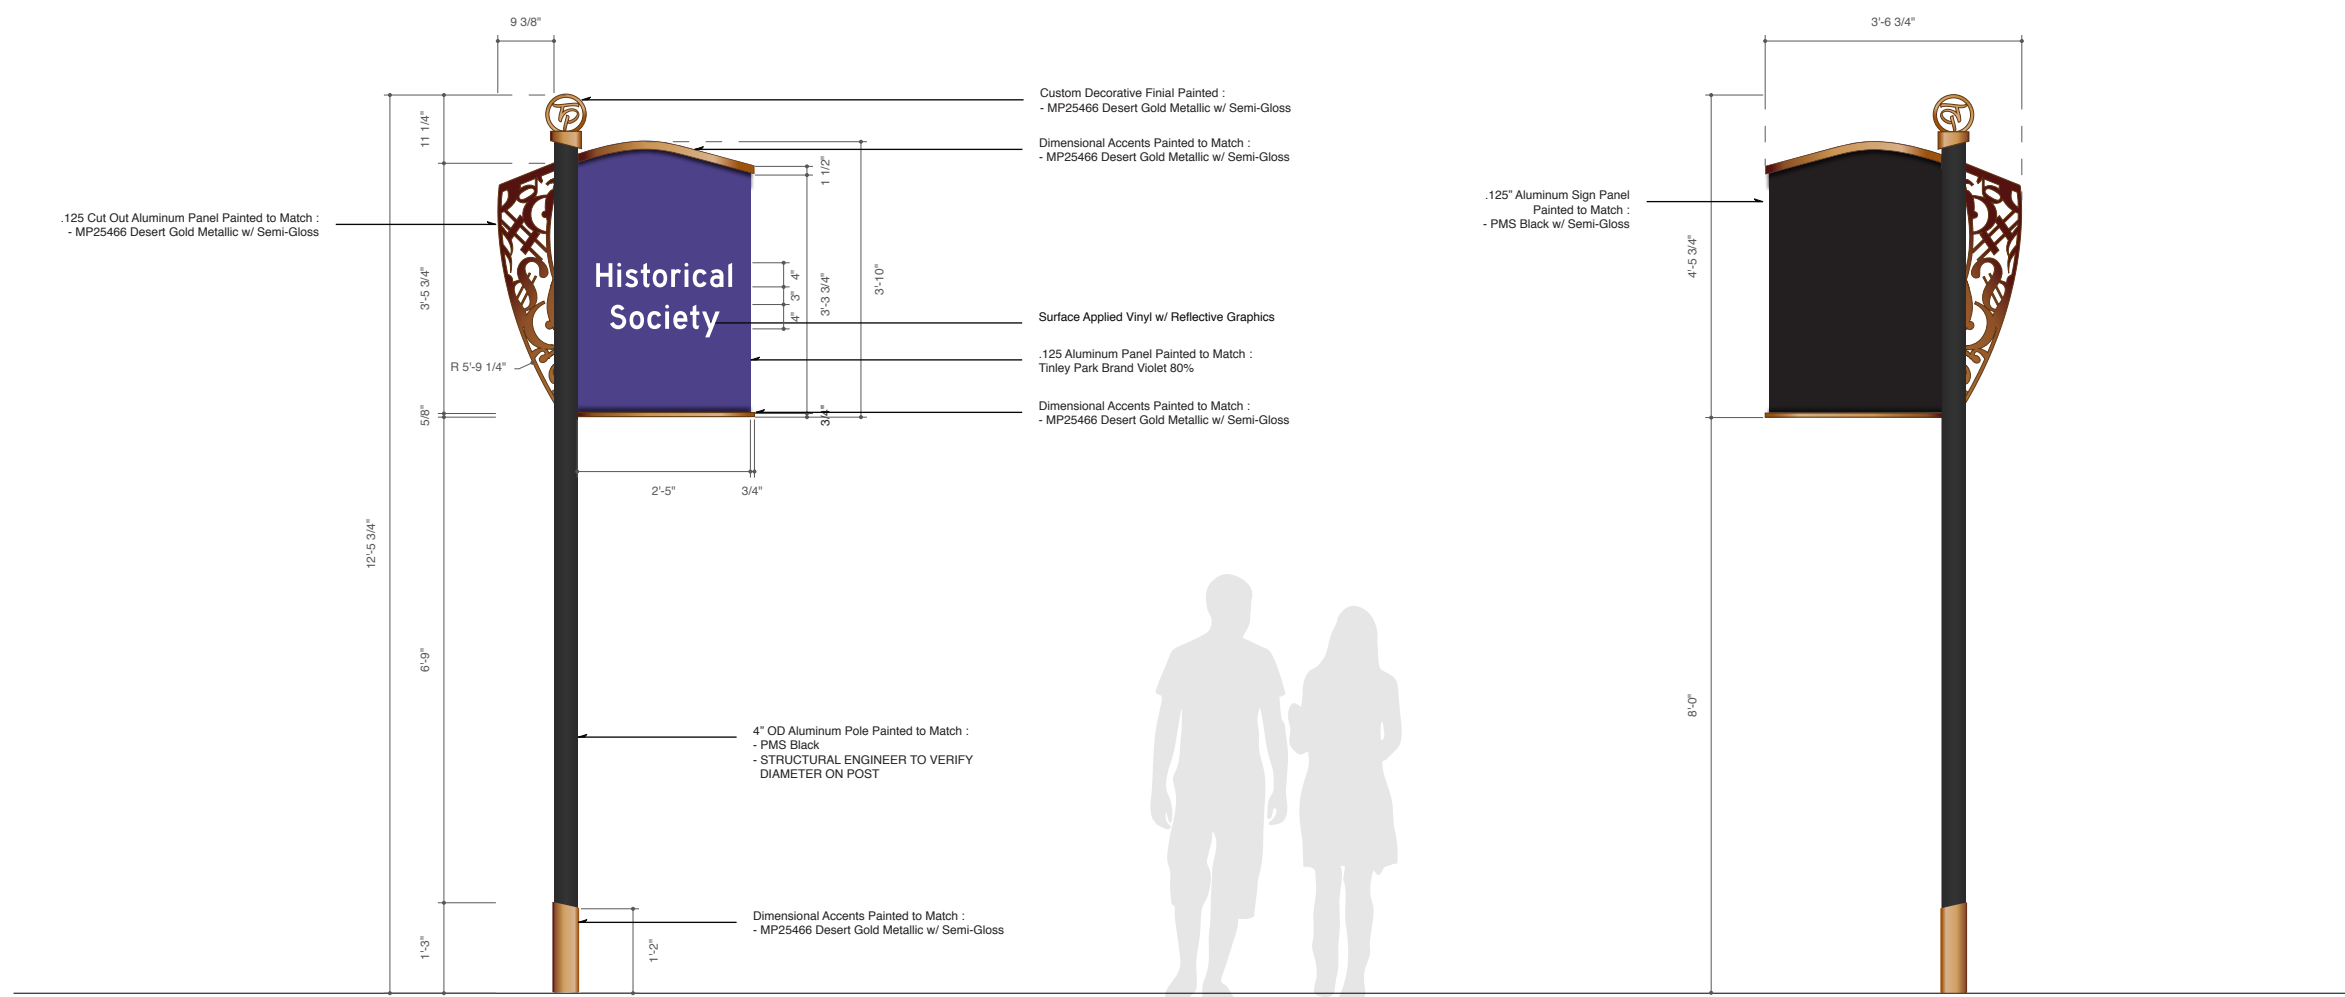 9 3/8"
3'-6 3/4"
Custom Decorative Finial Painted :
- MP25466 Desert Gold Metallic w/ Semi-Gloss
11 1/4"
Dimensional Accents Painted to Match :
- MP25466 Desert Gold Metallic w/ Semi-Gloss
1 1/2"
.125" Aluminum Sign Panel
Painted to Match :
- PMS Black w/ Semi-Gloss
.125 Cut Out Aluminum Panel Painted to Match :
- MP25466 Desert Gold Metallic w/ Semi-Gloss
4'-5 3/4"
3'-5 3/4"
Historical
Society
4"
3"
4"
3'-3 3/4"
3'-10"
Surface Applied Vinyl w/ Reflective Graphics
.125 Aluminum Panel Painted to Match :
Tinley Park Brand Violet 80%
R 5'-9 1/4"
5/8"
3/4"
Dimensional Accents Painted to Match :
- MP25466 Desert Gold Metallic w/ Semi-Gloss
2'-5"
3/4"
12'-5 3/4"
6'-9"
8'-0"
4" OD Aluminum Pole Painted to Match :
- PMS Black
- STRUCTURAL ENGINEER TO VERIFY
DIAMETER ON POST
Dimensional Accents Painted to Match :
- MP25466 Desert Gold Metallic w/ Semi-Gloss
1'-3"
1'-2"